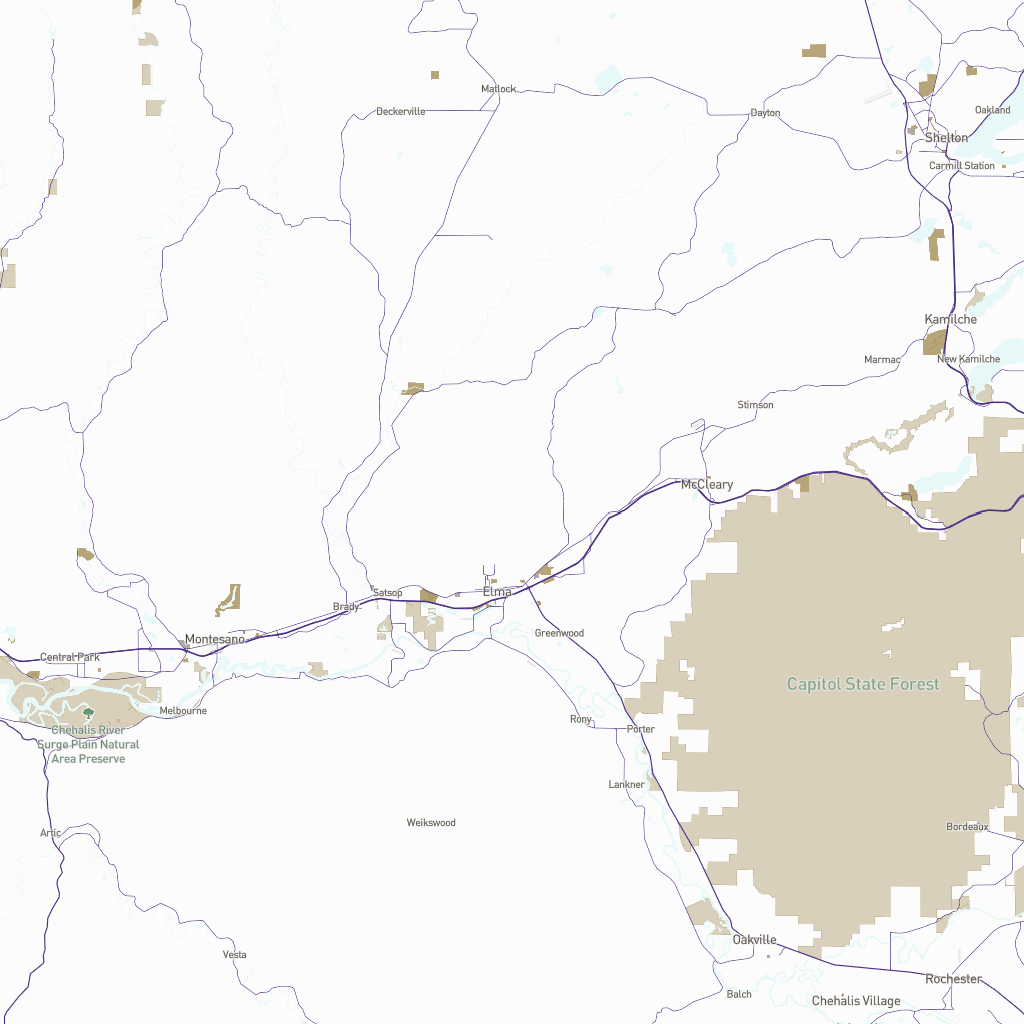 Matlock
Deckerville
Dayton
Oakland
Shelton
Carmill Station
Kamilche
Marmac
New Kamilche
Stimson
McCleary
Elma
Satsop
Brady
Greenwood
Montesano
Central Park
Capitol State Forest
Melbourne
Rony
Porter
Chehalis River
Surge Plain Natural
Area Preserve
Lankner
Weikswood
Bordeaux
Artic
Oakville
Vesta
Rochester
Balch
Chehalis Village